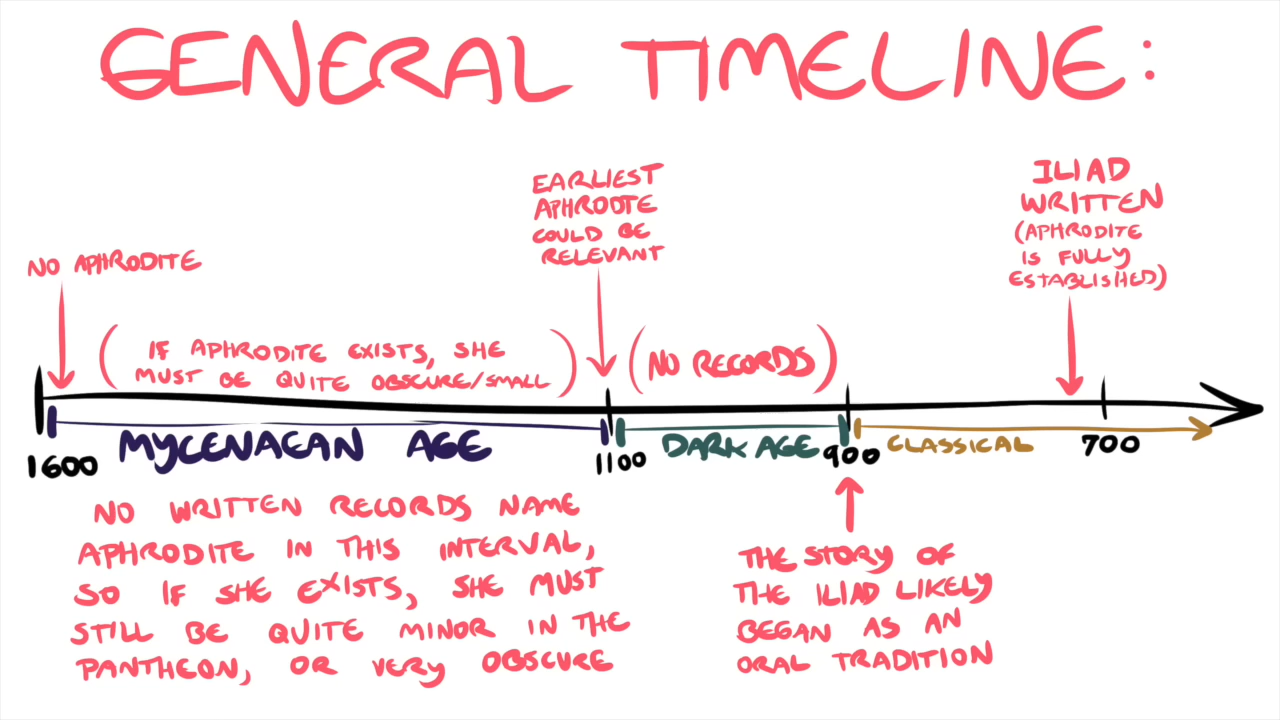 GENERAL TIMELINE:
NO APHRODITE
EARLIEST
APHRODTE
COULD BE
RELEVANT
ILIAD
WRITTEN
(APHRODITE
IS FULLY
ESTABLISHED)
(IF APHRODITE EXISTS, SHE
MUST BE QUITE OBSCURE/SMALL)
(NO RECORDS)
1600
MYCENAEAN AGE
1100
DARK AGE
900
CLASSICAL
700
NO WRITTEN RECORDS NAME
APHRODITE IN THIS INTERVAL,
SO IF SHE EXISTS, SHE MUST
STILL BE QUITE MINOR IN THE
PANTHEON, OR VERY OBSCURE
THE STORY OF
THE ILIAD LIKELY
BEGAN AS AN
ORAL TRADITION